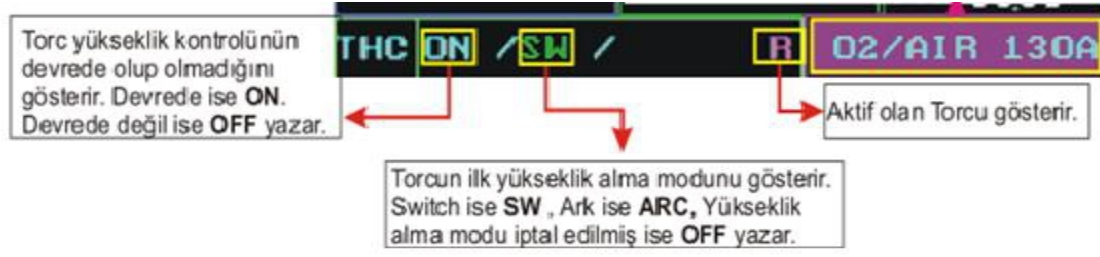 Torc yükseklik kontrolünün
devrede olup olmadığını
gösterir. Devrede ise ON.
Devrede değil ise OFF yazar.
THC ON /SW / R O2/AIR 130A
Aktif olan Torcu gösterir.
Torcun ilk yükseklik alma modunu gösterir.
Switch ise SW , Ark ise ARC, Yükseklik
alma modu iptal edilmiş ise OFF yazar.